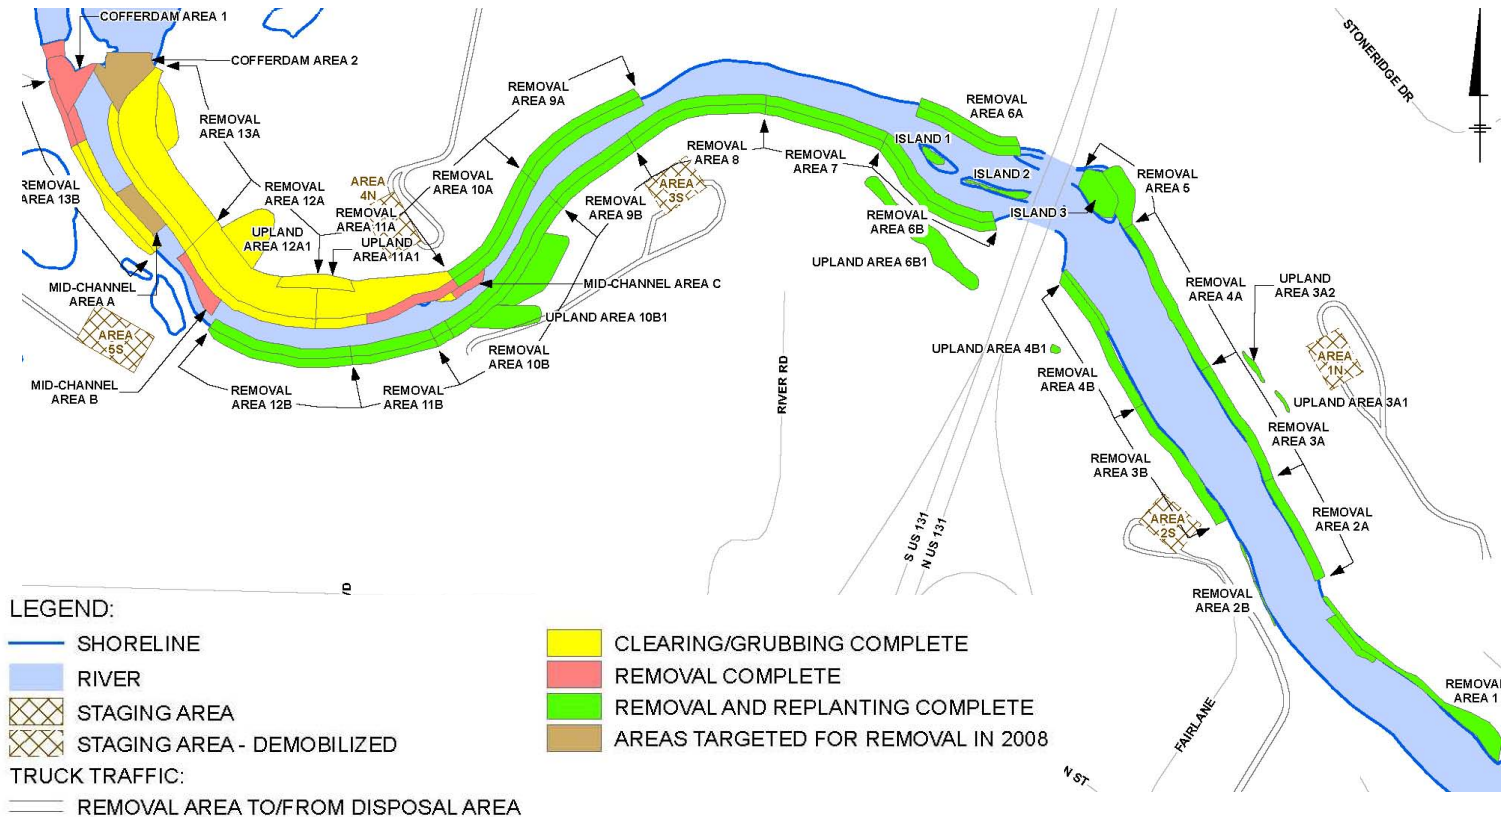 COFFERDAM AREA 1
COFFERDAM AREA 2
STONERIDGE DR
REMOVAL
AREA 9A
REMOVAL
AREA 6A
REMOVAL
AREA 13A
ISLAND 1
REMOVAL
AREA 8
REMOVAL
AREA 7
ISLAND 2
REMOVAL
AREA 5
REMOVAL
AREA 13B
REMOVAL
AREA 12A
AREA
4N
REMOVAL
AREA 10A
AREA
3S
REMOVAL
AREA 9B
REMOVAL
AREA 11A
ISLAND 3
REMOVAL
AREA 6B
UPLAND
AREA 12A1
UPLAND
AREA 11A1
UPLAND AREA 6B1
MID-CHANNEL
AREA A
MID-CHANNEL AREA C
REMOVAL
AREA 4A
UPLAND
AREA 3A2
UPLAND AREA 10B1
AREA
5S
UPLAND AREA 4B1
AREA
1N
REMOVAL
AREA 10B
REMOVAL
AREA 4B
MID-CHANNEL
AREA B
REMOVAL
AREA 12B
REMOVAL
AREA 11B
RIVER RD
UPLAND AREA 3A1
REMOVAL
AREA 3A
REMOVAL
AREA 3B
S US 131
N US 131
AREA
2S
REMOVAL
AREA 2A
REMOVAL
AREA 2B
REMOVAL
AREA 1
FAIRLANE
N ST
LEGEND:
SHORELINE
RIVER
STAGING AREA
STAGING AREA - DEMOBILIZED
TRUCK TRAFFIC:
REMOVAL AREA TO/FROM DISPOSAL AREA
CLEARING/GRUBBING COMPLETE
REMOVAL COMPLETE
REMOVAL AND REPLANTING COMPLETE
AREAS TARGETED FOR REMOVAL IN 2008